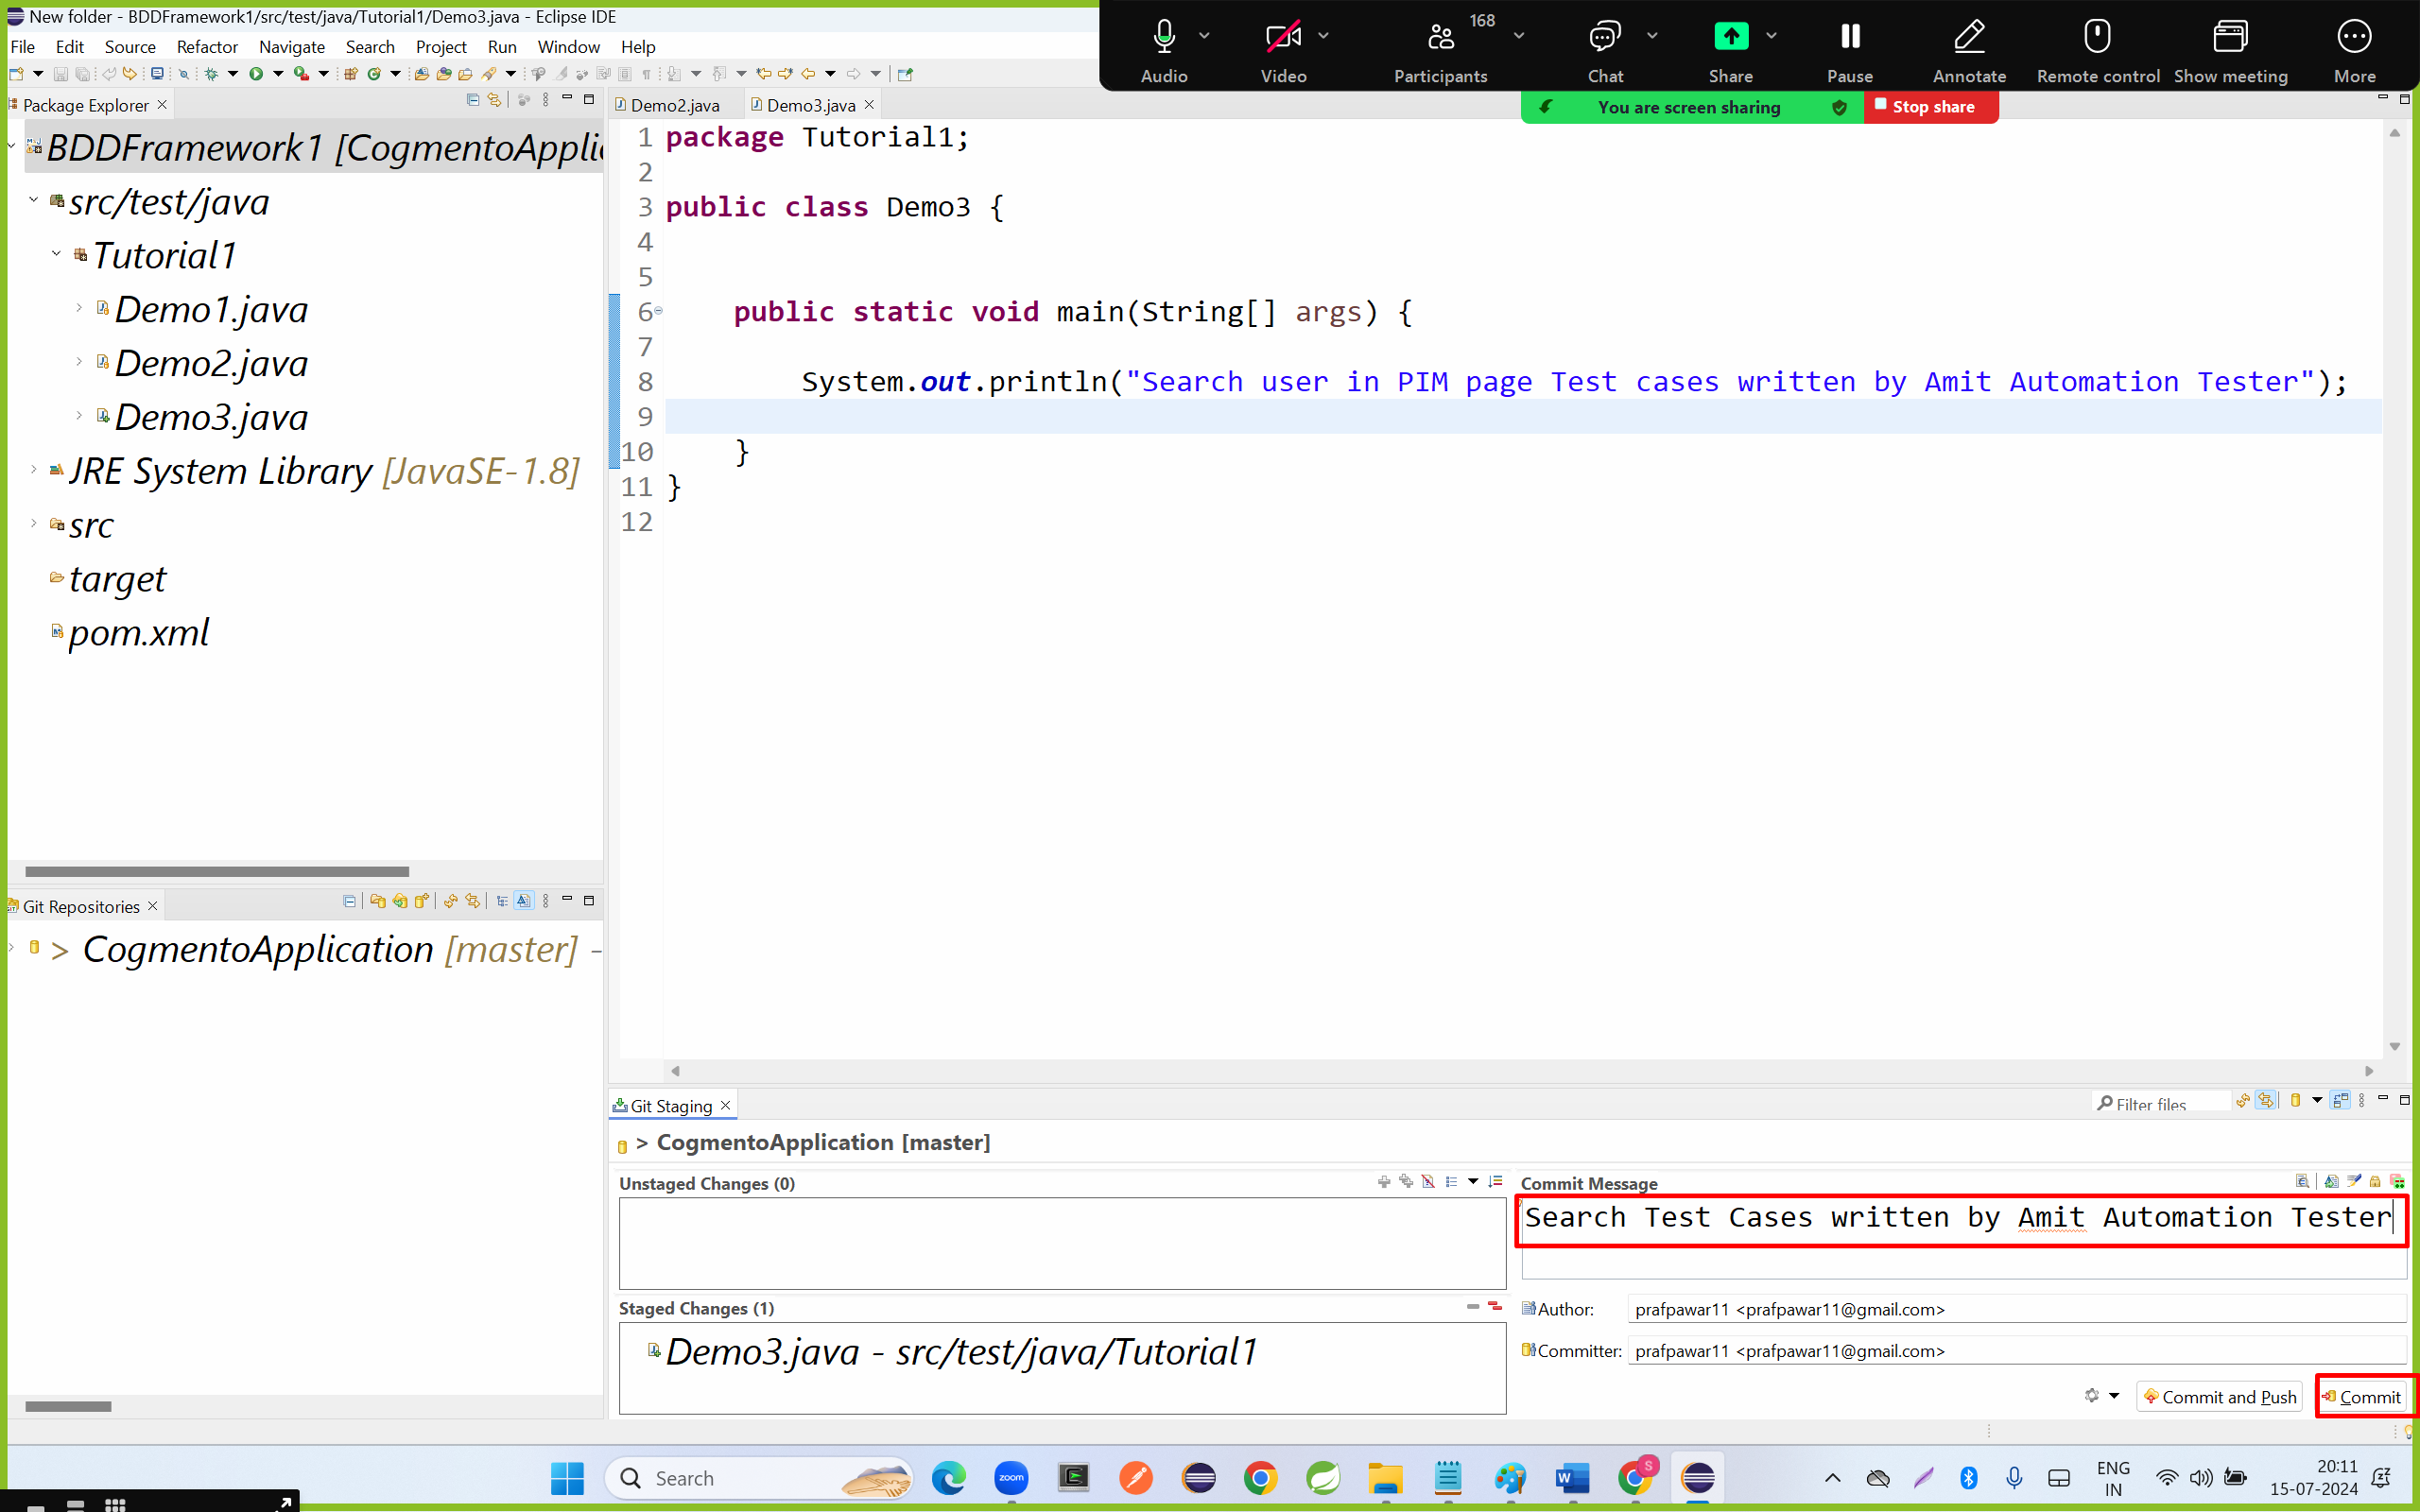 New folder - BDDFramework1/src/test/java/Tutorial1/Demo3.java - Eclipse IDE
File Edit Source Refactor Navigate Search Project Run Window Help
Audio Video Participants 168 Chat Share Pause Annotate Remote control Show meeting More
You are screen sharing Stop share
Package Explorer
BDDFramework1 [CogmentoApplic
src/test/java
Tutorial1
Demo1.java
Demo2.java
Demo3.java
JRE System Library [JavaSE-1.8]
src
target
pom.xml
Git Repositories
> CogmentoApplication [master] -
Demo2.java Demo3.java
1 package Tutorial1;
2
3 public class Demo3 {
4
5
6 public static void main(String[] args) {
7
8 System.out.println("Search user in PIM page Test cases written by Amit Automation Tester");
9
10 }
11 }
12
Git Staging
Filter files
> CogmentoApplication [master]
Unstaged Changes (0)
Staged Changes (1)
Demo3.java - src/test/java/Tutorial1
Commit Message
Search Test Cases written by Amit Automation Tester
Author: prafpawar11 <prafpawar11@gmail.com>
Committer: prafpawar11 <prafpawar11@gmail.com>
Commit and Push Commit
Search
zoom
S
ENG
IN
20:11
15-07-2024